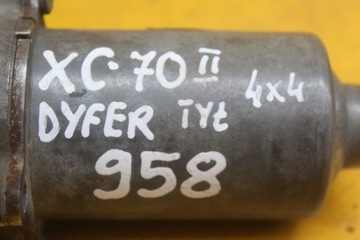 XC·70 II
DYFER TYŁ 4x4
958